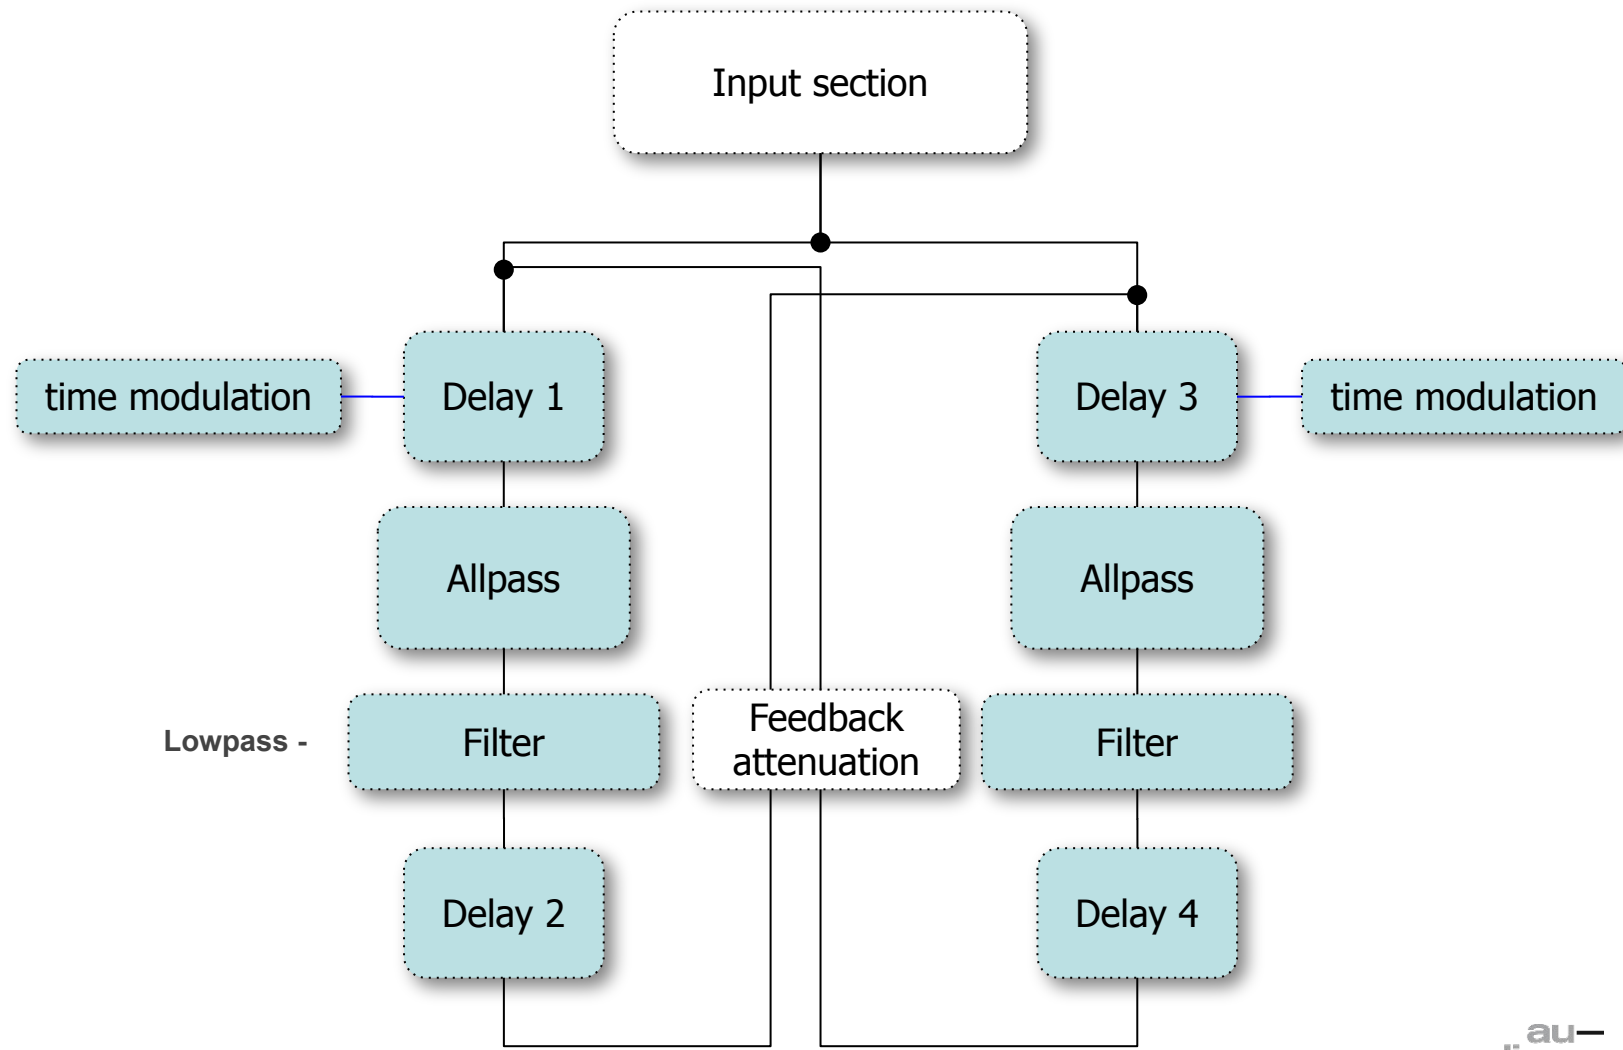 Input section
time modulation
Delay 1
Delay 3
time modulation
Allpass
Allpass
Lowpass -
Filter
Feedback
attenuation
Filter
Delay 2
Delay 4
au